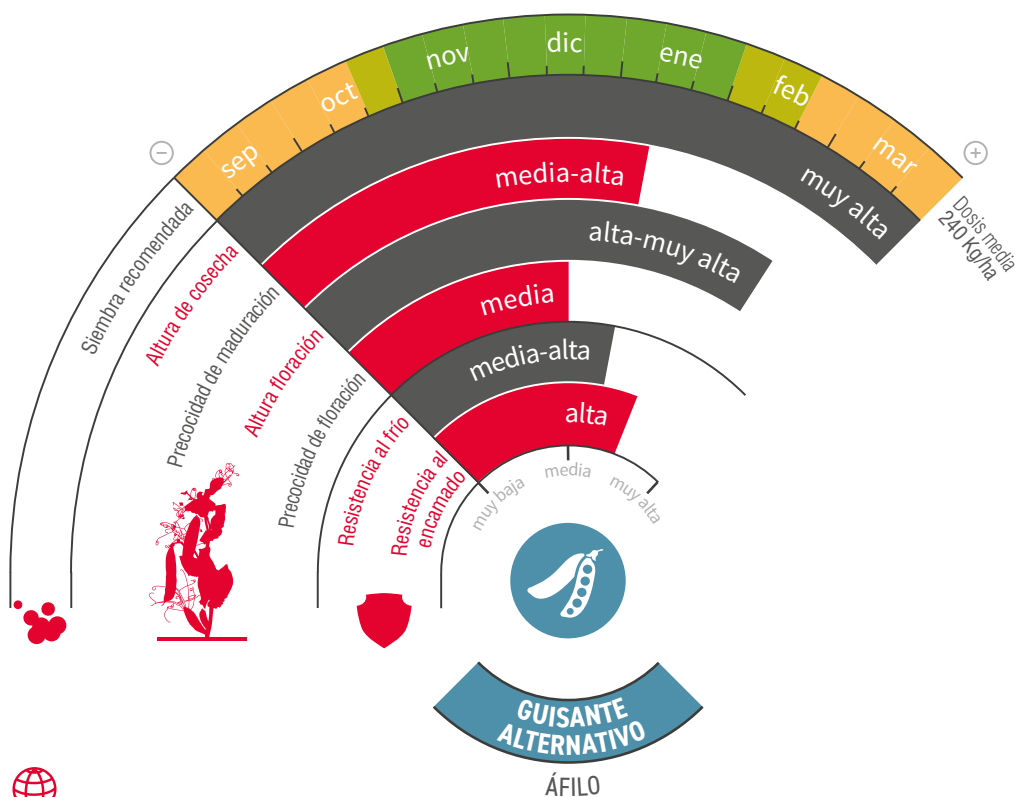 sep
oct
nov
dic
ene
feb
mar
−
+
Dosis media
240 Kg/ha
Siembra recomendada
Altura de cosecha
muy alta
Precocidad de maduración
media-alta
Altura floración
alta-muy alta
Precocidad de floración
media
Resistencia al frío
media-alta
Resistencia al
encamado
alta
muy baja
media
muy alta
GUISANTE
ALTERNATIVO
ÁFILO